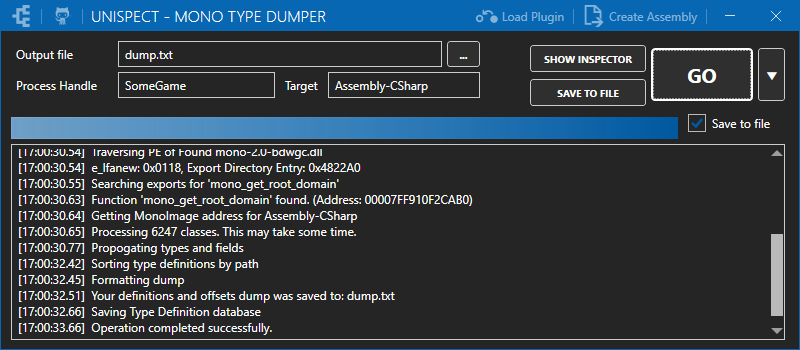 UNISPECT - MONO TYPE DUMPER Load Plugin Create Assembly
Output file dump.txt ... SHOW INSPECTOR GO
Process Handle SomeGame Target Assembly-CSharp SAVE TO FILE
Save to file
[17:00:30.54] Traversing PE of Found mono-2.0-bdwgc.dll
[17:00:30.54] e_lfanew: 0x0118, Export Directory Entry: 0x4822A0
[17:00:30.55] Searching exports for 'mono_get_root_domain'
[17:00:30.63] Function 'mono_get_root_domain' found. (Address: 00007FF910F2CAB0)
[17:00:30.64] Getting MonoImage address for Assembly-CSharp
[17:00:30.65] Processing 6247 classes. This may take some time.
[17:00:30.77] Propogating types and fields
[17:00:32.42] Sorting type definitions by path
[17:00:32.45] Formatting dump
[17:00:32.51] Your definitions and offsets dump was saved to: dump.txt
[17:00:32.66] Saving Type Definition database
[17:00:33.66] Operation completed successfully.